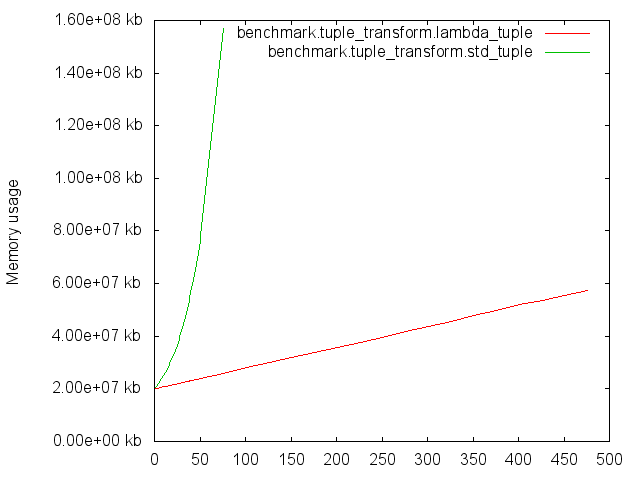 benchmark.tuple_transform.lambda_tuple
benchmark.tuple_transform.std_tuple
Memory usage
1.60e+08 kb
1.40e+08 kb
1.20e+08 kb
1.00e+08 kb
8.00e+07 kb
6.00e+07 kb
4.00e+07 kb
2.00e+07 kb
0.00e+00 kb
0 50 100 150 200 250 300 350 400 450 500